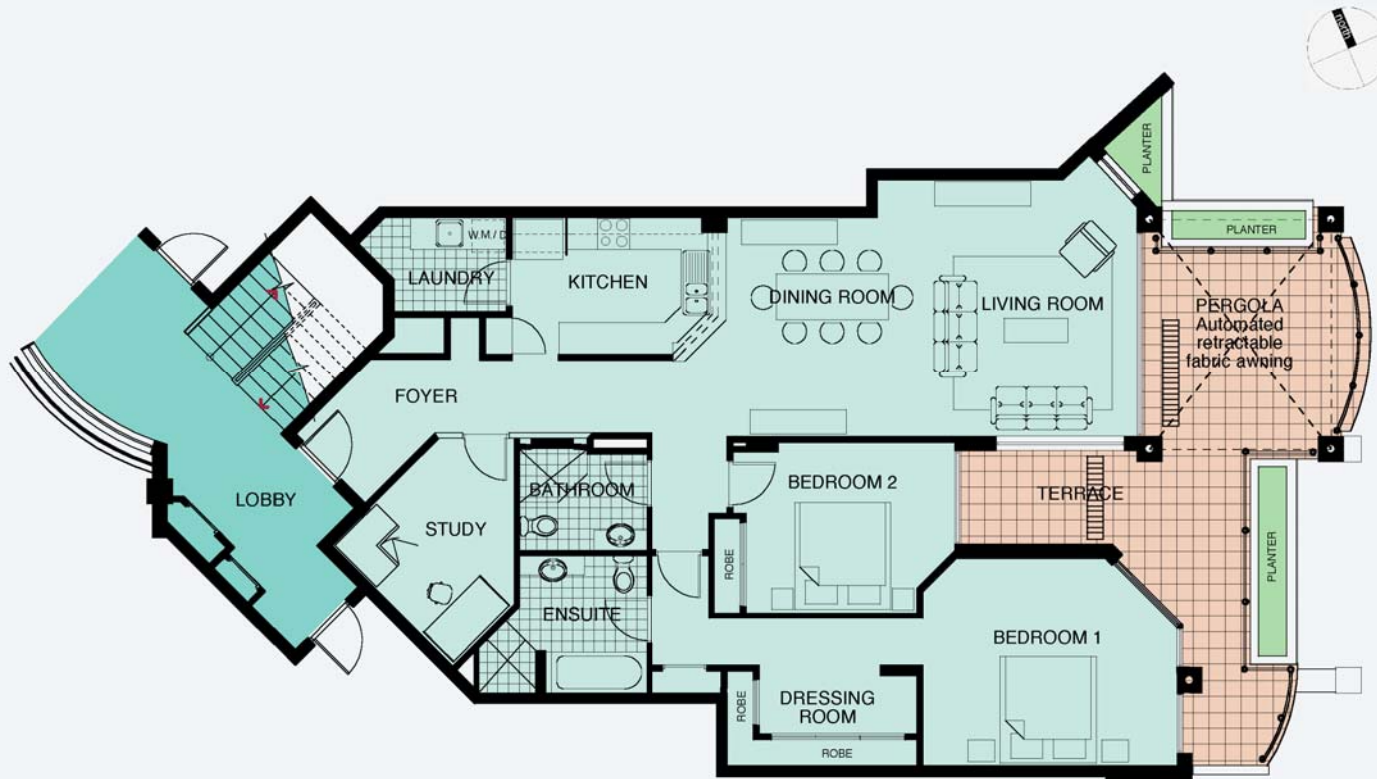 north
PLANTER
PLANTER
W.M / D
LAUNDRY
KITCHEN
DINING ROOM
LIVING ROOM
PERGOLA
Automated
retractable
fabric awning
FOYER
LOBBY
STUDY
BATHROOM
BEDROOM 2
TERRACE
ROBE
PLANTER
ENSUITE
BEDROOM 1
DRESSING
ROOM
ROBE
ROBE